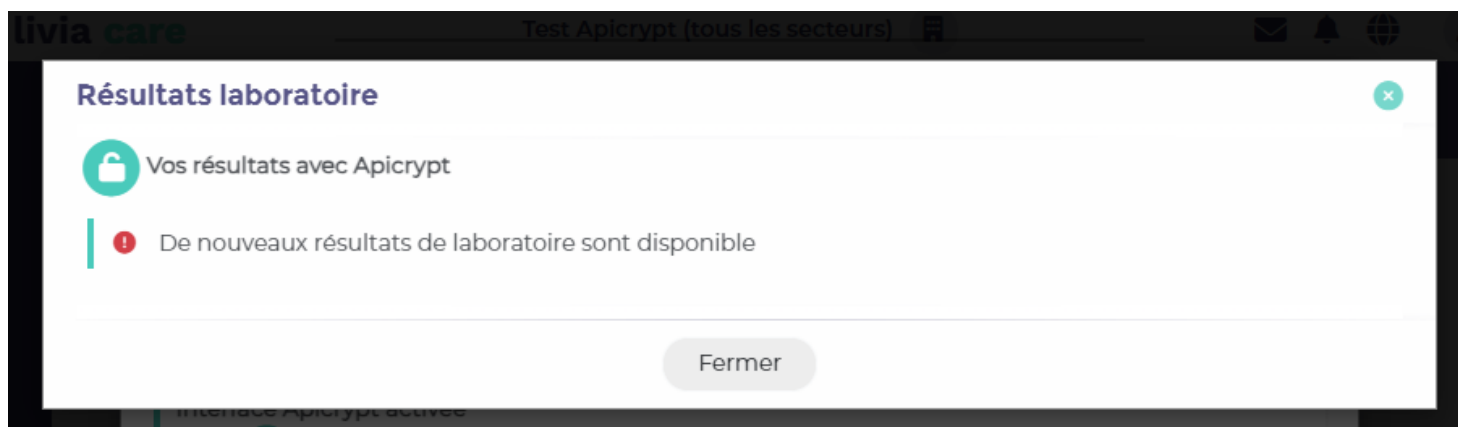 livia care
Test Apicrypt (tous les secteurs)
Résultats laboratoire
Vos résultats avec Apicrypt
De nouveaux résultats de laboratoire sont disponible
Fermer
Interface Apicrypt activée